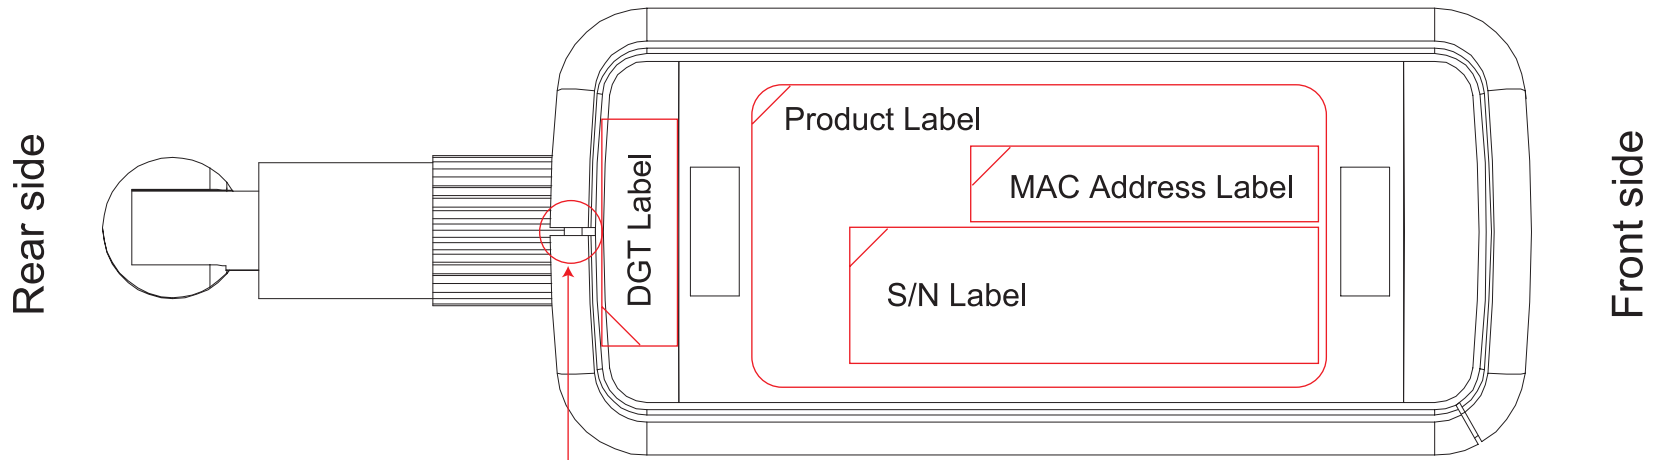 Rear side
DGT Label
Product Label
MAC Address Label
S/N Label
Front side